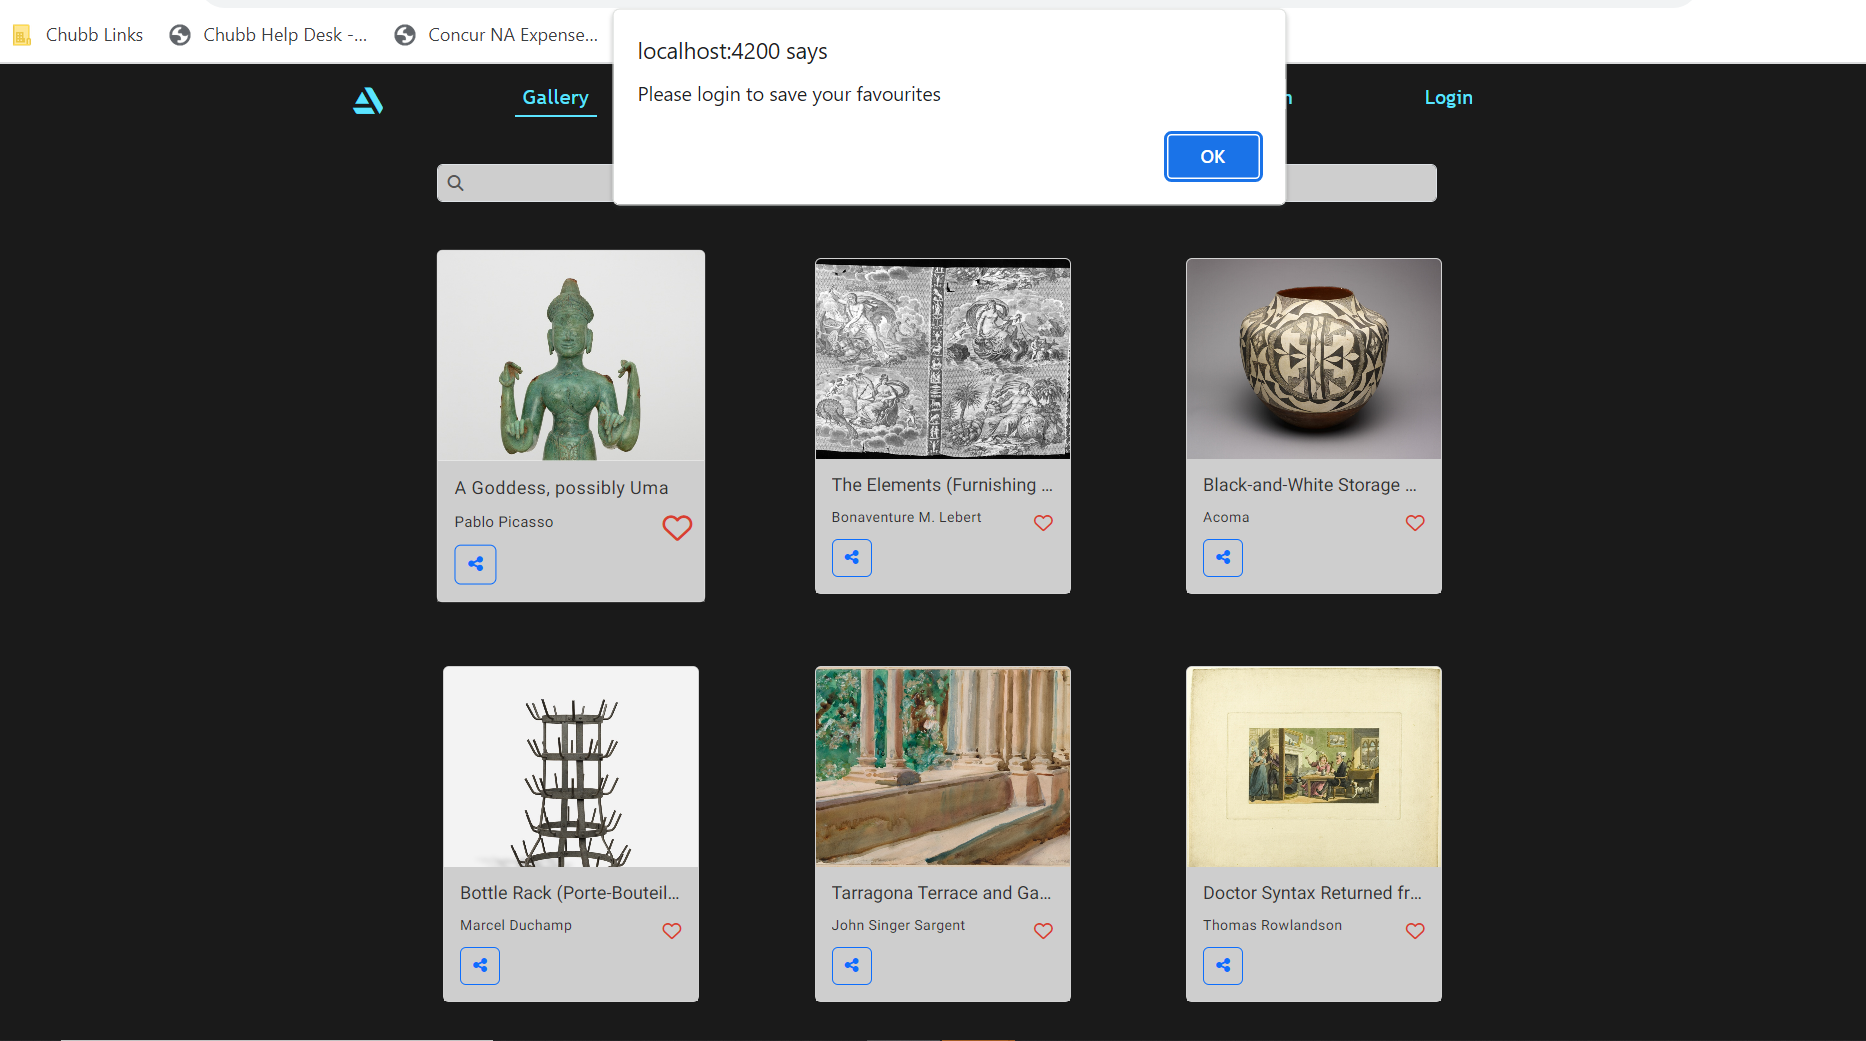 Chubb Links
Chubb Help Desk -...
Concur NA Expense...
localhost:4200 says
Please login to save your favourites
OK
Gallery
Login
A Goddess, possibly Uma
Pablo Picasso
The Elements (Furnishing ...
Bonaventure M. Lebert
Black-and-White Storage ...
Acoma
Bottle Rack (Porte-Bouteil...
Marcel Duchamp
Tarragona Terrace and Ga...
John Singer Sargent
Doctor Syntax Returned fr...
Thomas Rowlandson